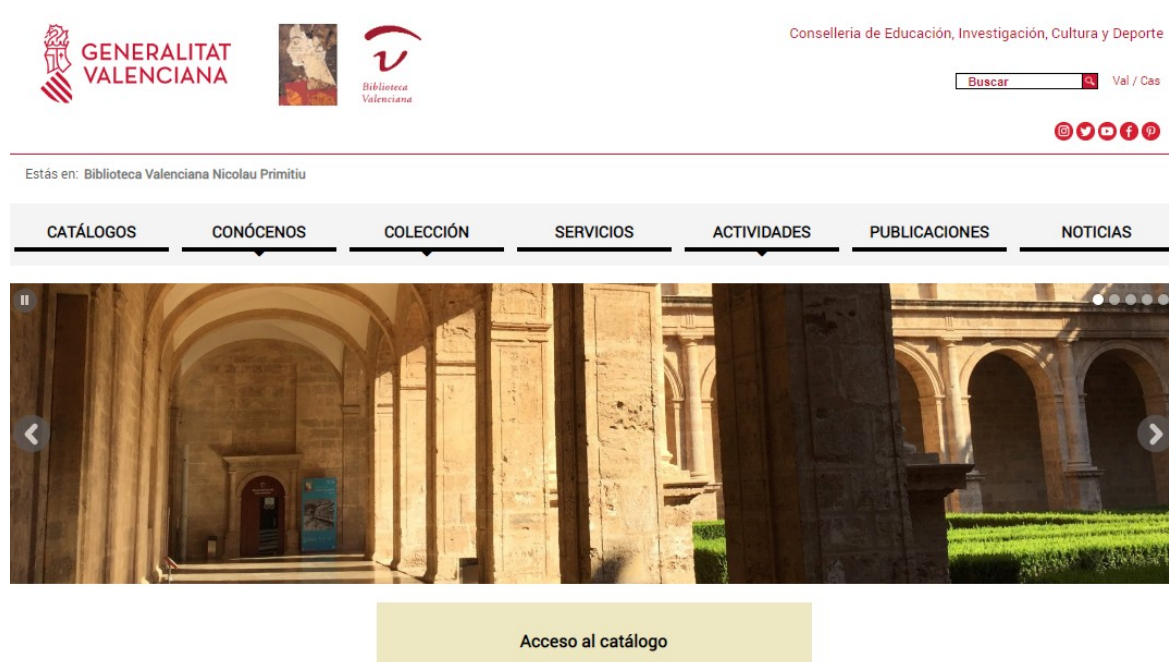 GENERALITAT
VALENCIANA
Biblioteca
Valenciana
Conselleria de Educación, Investigación, Cultura y Deporte
Buscar
Val / Cas
Estás en: Biblioteca Valenciana Nicolau Primitiu
CATÁLOGOS
CONÓCENOS
COLECCIÓN
SERVICIOS
ACTIVIDADES
PUBLICACIONES
NOTICIAS
Acceso al catálogo